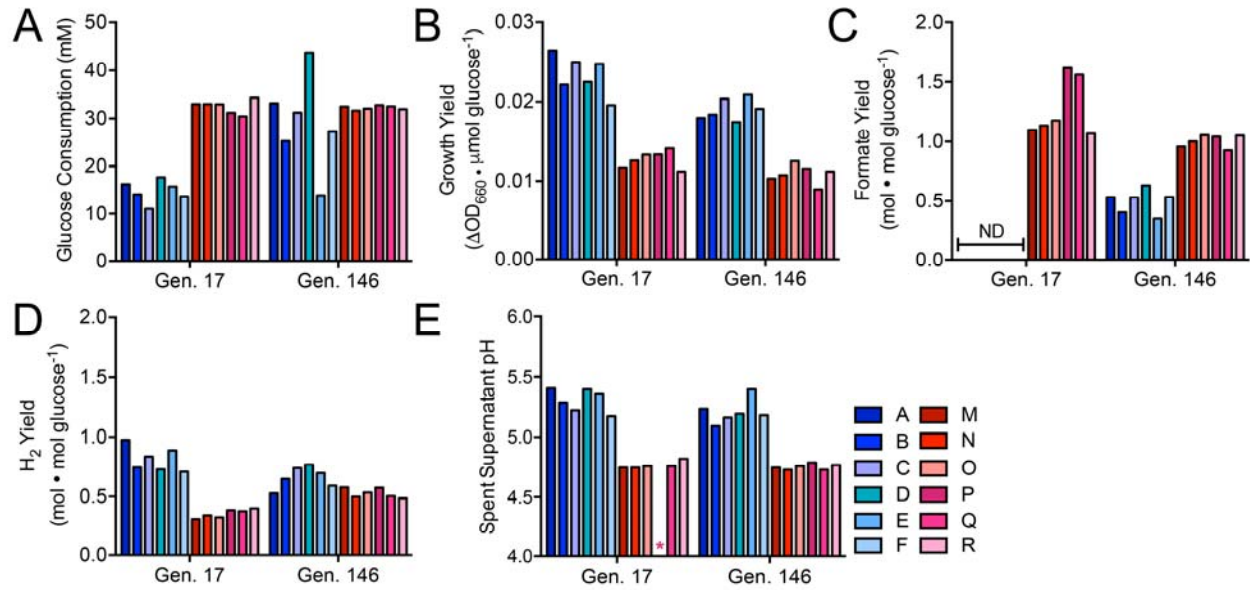 A
Glucose Consumption (mM)
50
40
30
20
10
0
Gen. 17
Gen. 146
B
Growth Yield
(ΔOD660 • μmol glucose-1)
0.03
0.02
0.01
0.00
Gen. 17
Gen. 146
C
Formate Yield
(mol • mol glucose-1)
2.0
1.5
1.0
0.5
0.0
ND
Gen. 17
Gen. 146
D
H2 Yield
(mol • mol glucose-1)
2.0
1.5
1.0
0.5
0.0
Gen. 17
Gen. 146
E
Spent Supernatant pH
6.0
5.5
5.0
4.5
4.0
*
Gen. 17
Gen. 146
A M
B N
C O
D P
E Q
F R